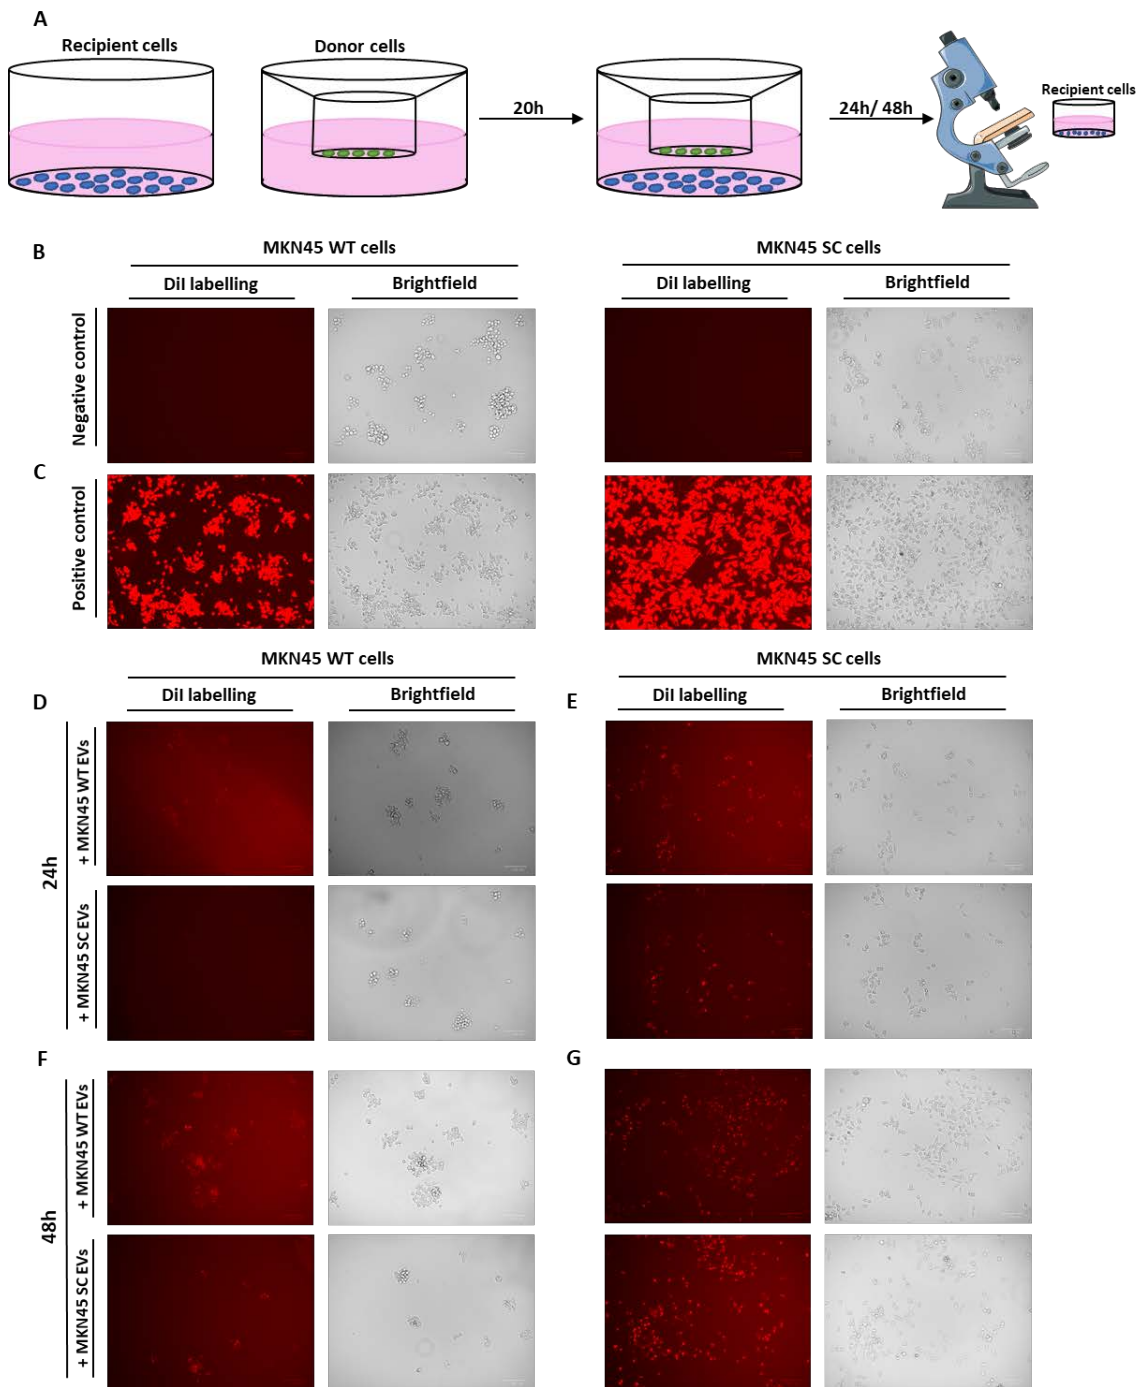 A
Recipient cells
Donor cells
20h
24h/ 48h
Recipient cells
B
MKN45 WT cells
MKN45 SC cells
DiI labelling
Brightfield
DiI labelling
Brightfield
Negative control
C
Positive control
MKN45 WT cells
MKN45 SC cells
D
DiI labelling
Brightfield
E
DiI labelling
Brightfield
24h
+ MKN45 WT EVs
+ MKN45 SC EVs
F
G
48h
+ MKN45 WT EVs
+ MKN45 SC EVs